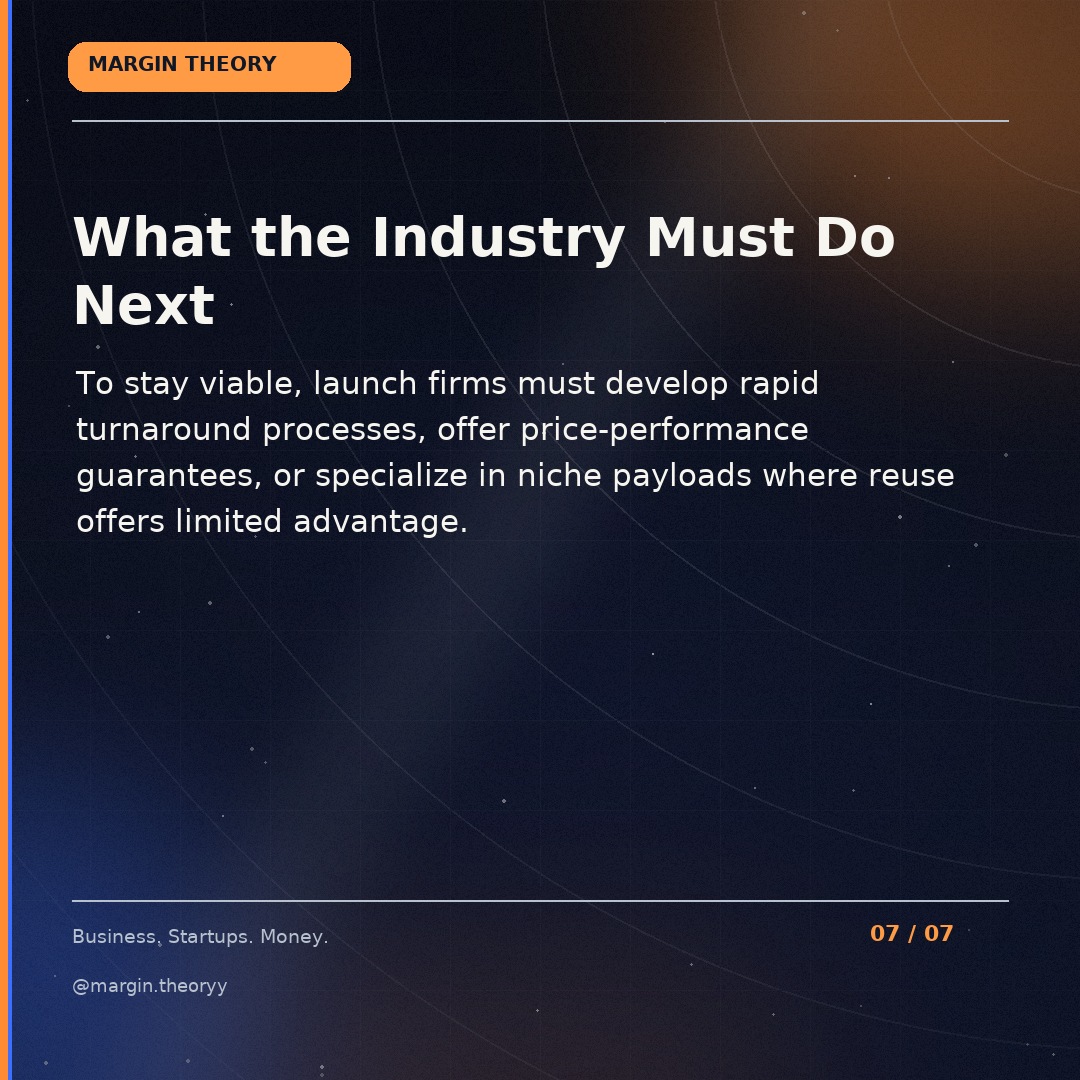 MARGIN THEORY
What the Industry Must Do
Next
To stay viable, launch firms must develop rapid
turnaround processes, offer price-performance
guarantees, or specialize in niche payloads where reuse
offers limited advantage.
Business. Startups. Money.
07 / 07
@margin.theoryy